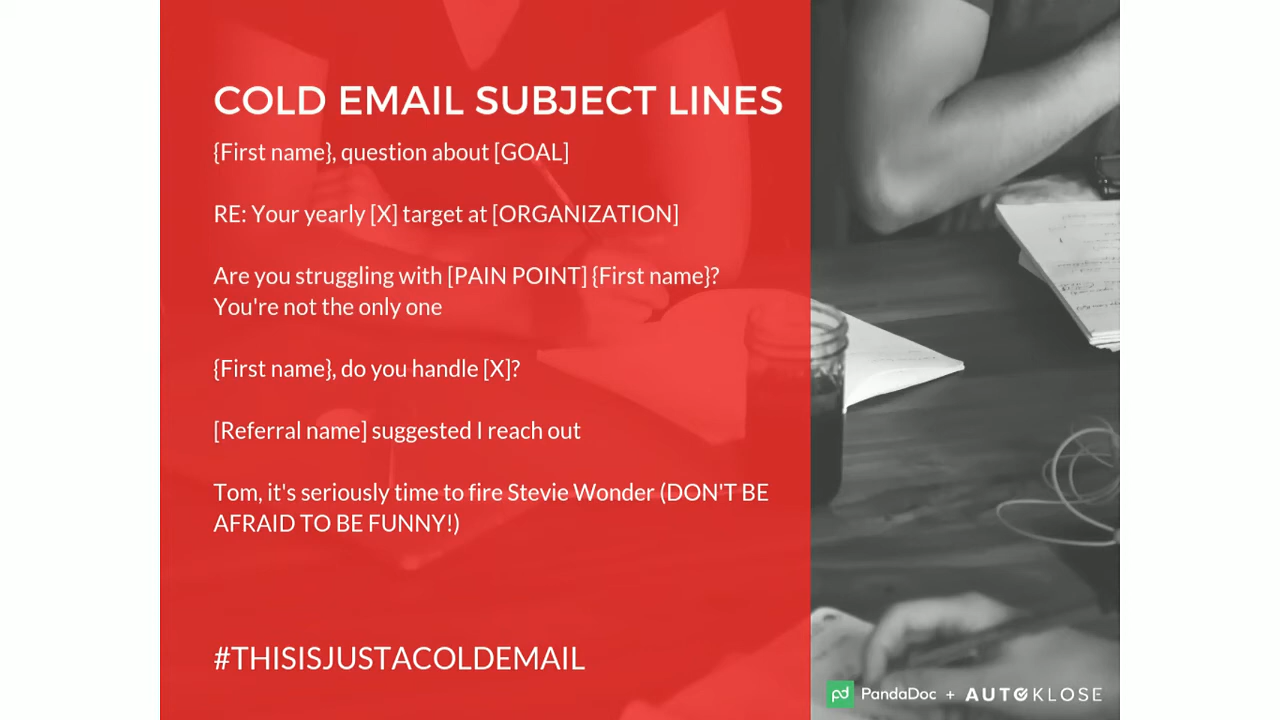 COLD EMAIL SUBJECT LINES
{First name}, question about [GOAL]
RE: Your yearly [X] target at [ORGANIZATION]
Are you struggling with [PAIN POINT] {First name}?
You're not the only one
{First name}, do you handle [X]?
[Referral name] suggested I reach out
Tom, it's seriously time to fire Stevie Wonder (DON'T BE
AFRAID TO BE FUNNY!)
#THISISJUSTACOLDEMAIL
pd PandaDoc + AUTOKLOSE